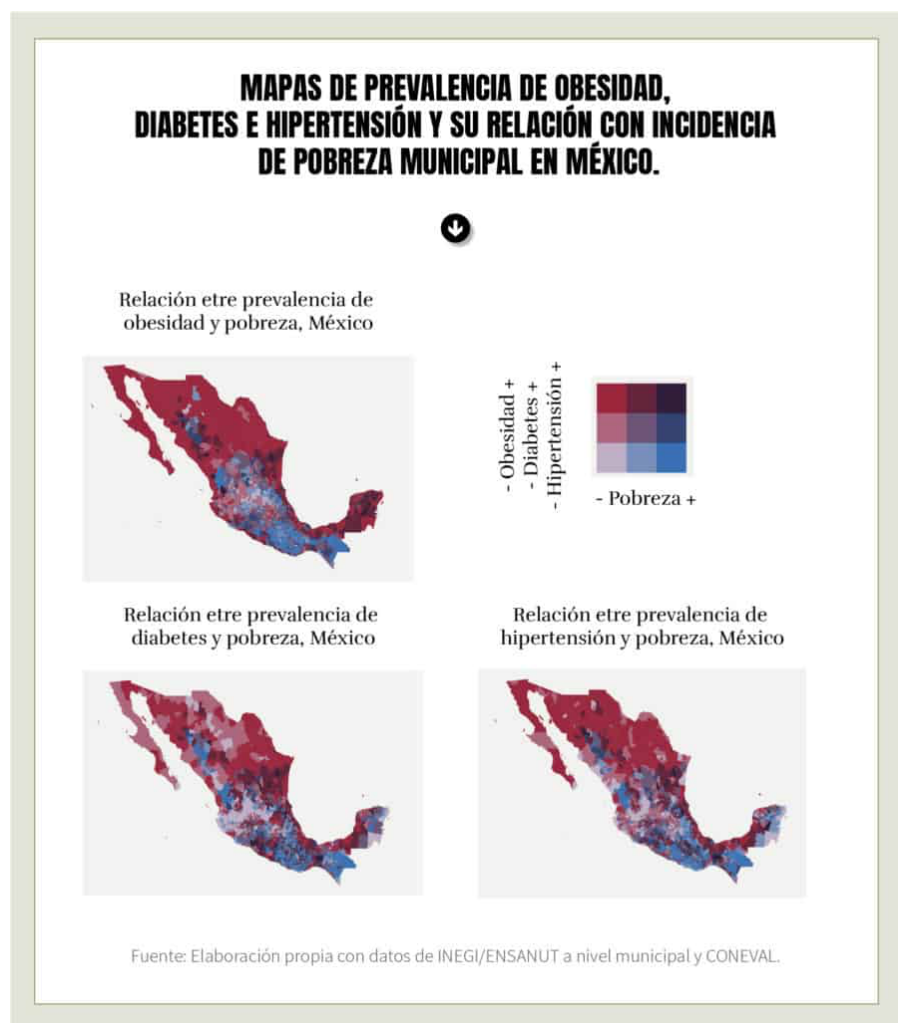 MAPAS DE PREVALENCIA DE OBESIDAD,
DIABETES E HIPERTENSIÓN Y SU RELACIÓN CON INCIDENCIA
DE POBREZA MUNICIPAL EN MÉXICO.
Relación etre prevalencia de
obesidad y pobreza, México
- Obesidad +
- Diabetes +
- Hipertensión +
- Pobreza +
Relación etre prevalencia de
diabetes y pobreza, México
Relación etre prevalencia de
hipertensión y pobreza, México
Fuente: Elaboración propia con datos de INEGI/ENSANUT a nivel municipal y CONEVAL.